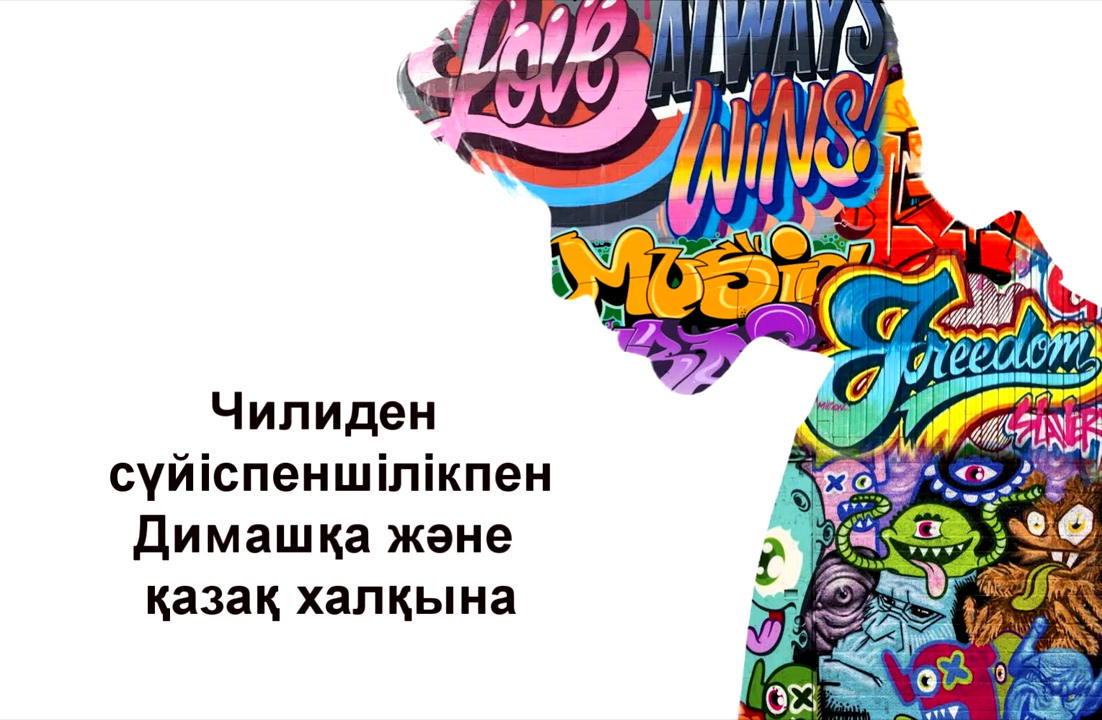 Love ALWAYS
WiNS!
MUSiC
Freedom
Чилиден
сүйіспеншілікпен
Димашқа және
қазақ халқына